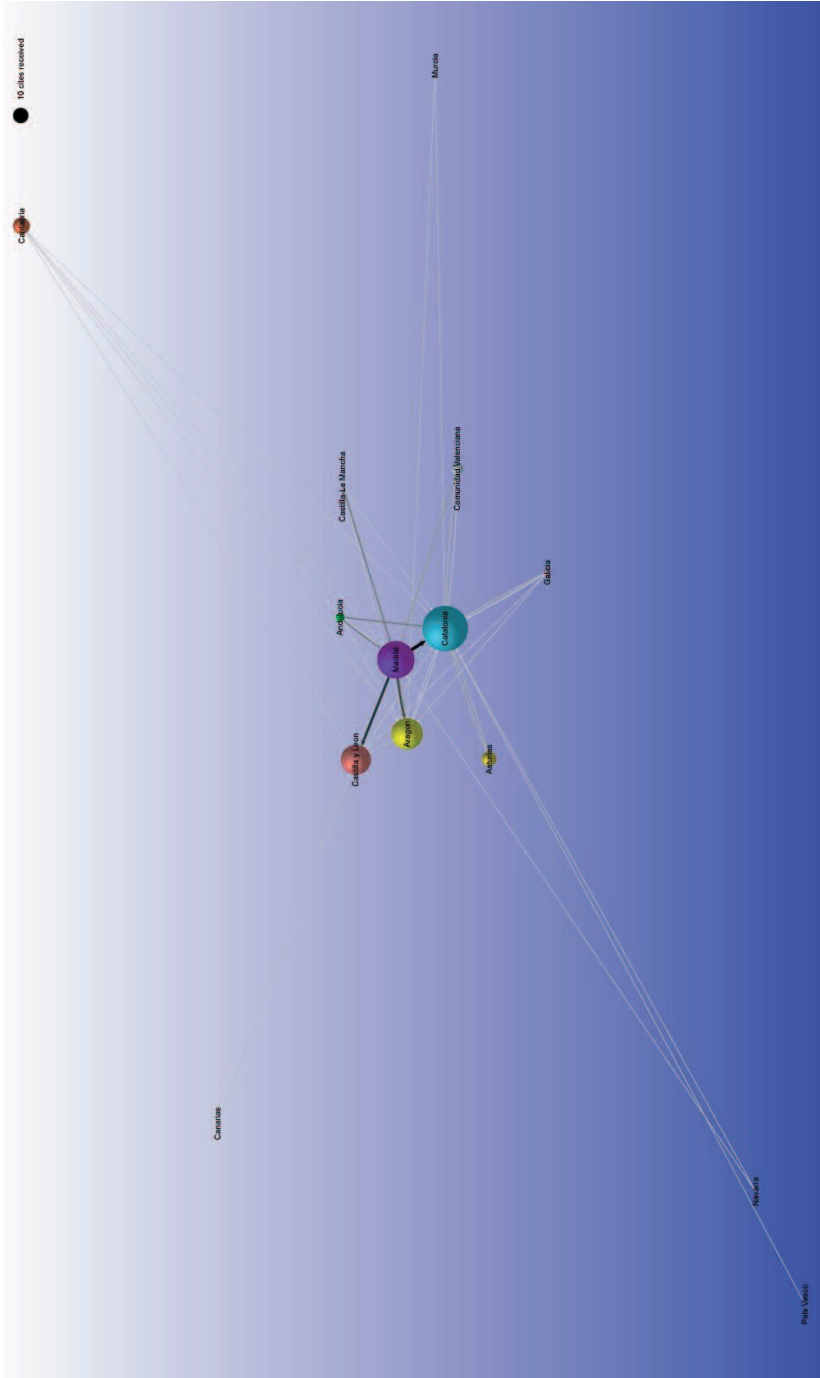 10 cites received
Cantabria
Murcia
Castilla-La Mancha
Comunidad Valenciana
Galicia
Andalucia
Catalonia
Madrid
Aragon
Castilla y Leon
Asturias
Canarias
Navarra
Pais Vasco